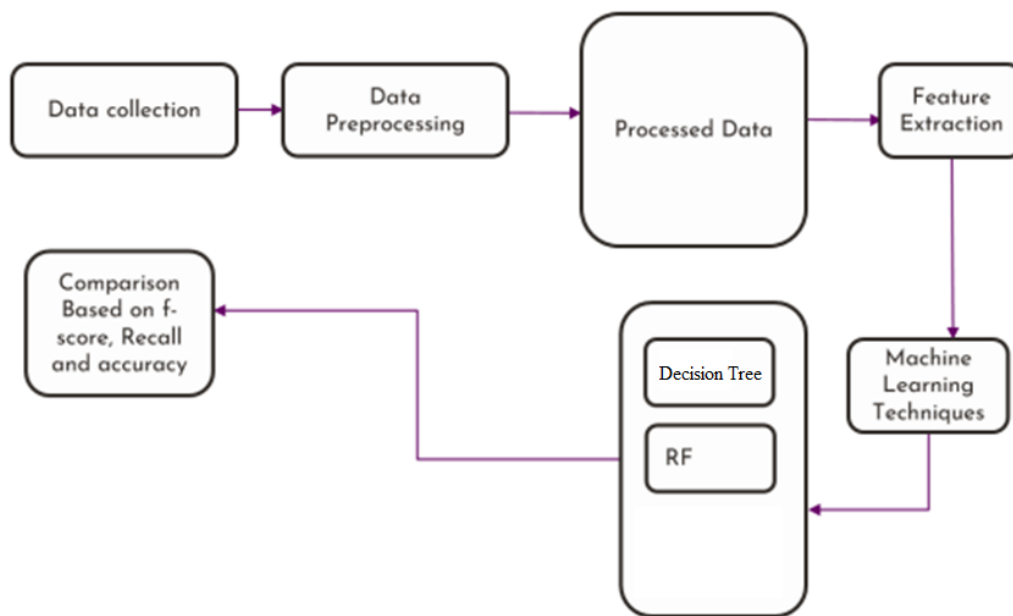 Data collection
Data
Preprocessing
Processed Data
Feature
Extraction
Comparison
Based on f-
score, Recall
and accuracy
Decision Tree
RF
Machine
Learning
Techniques